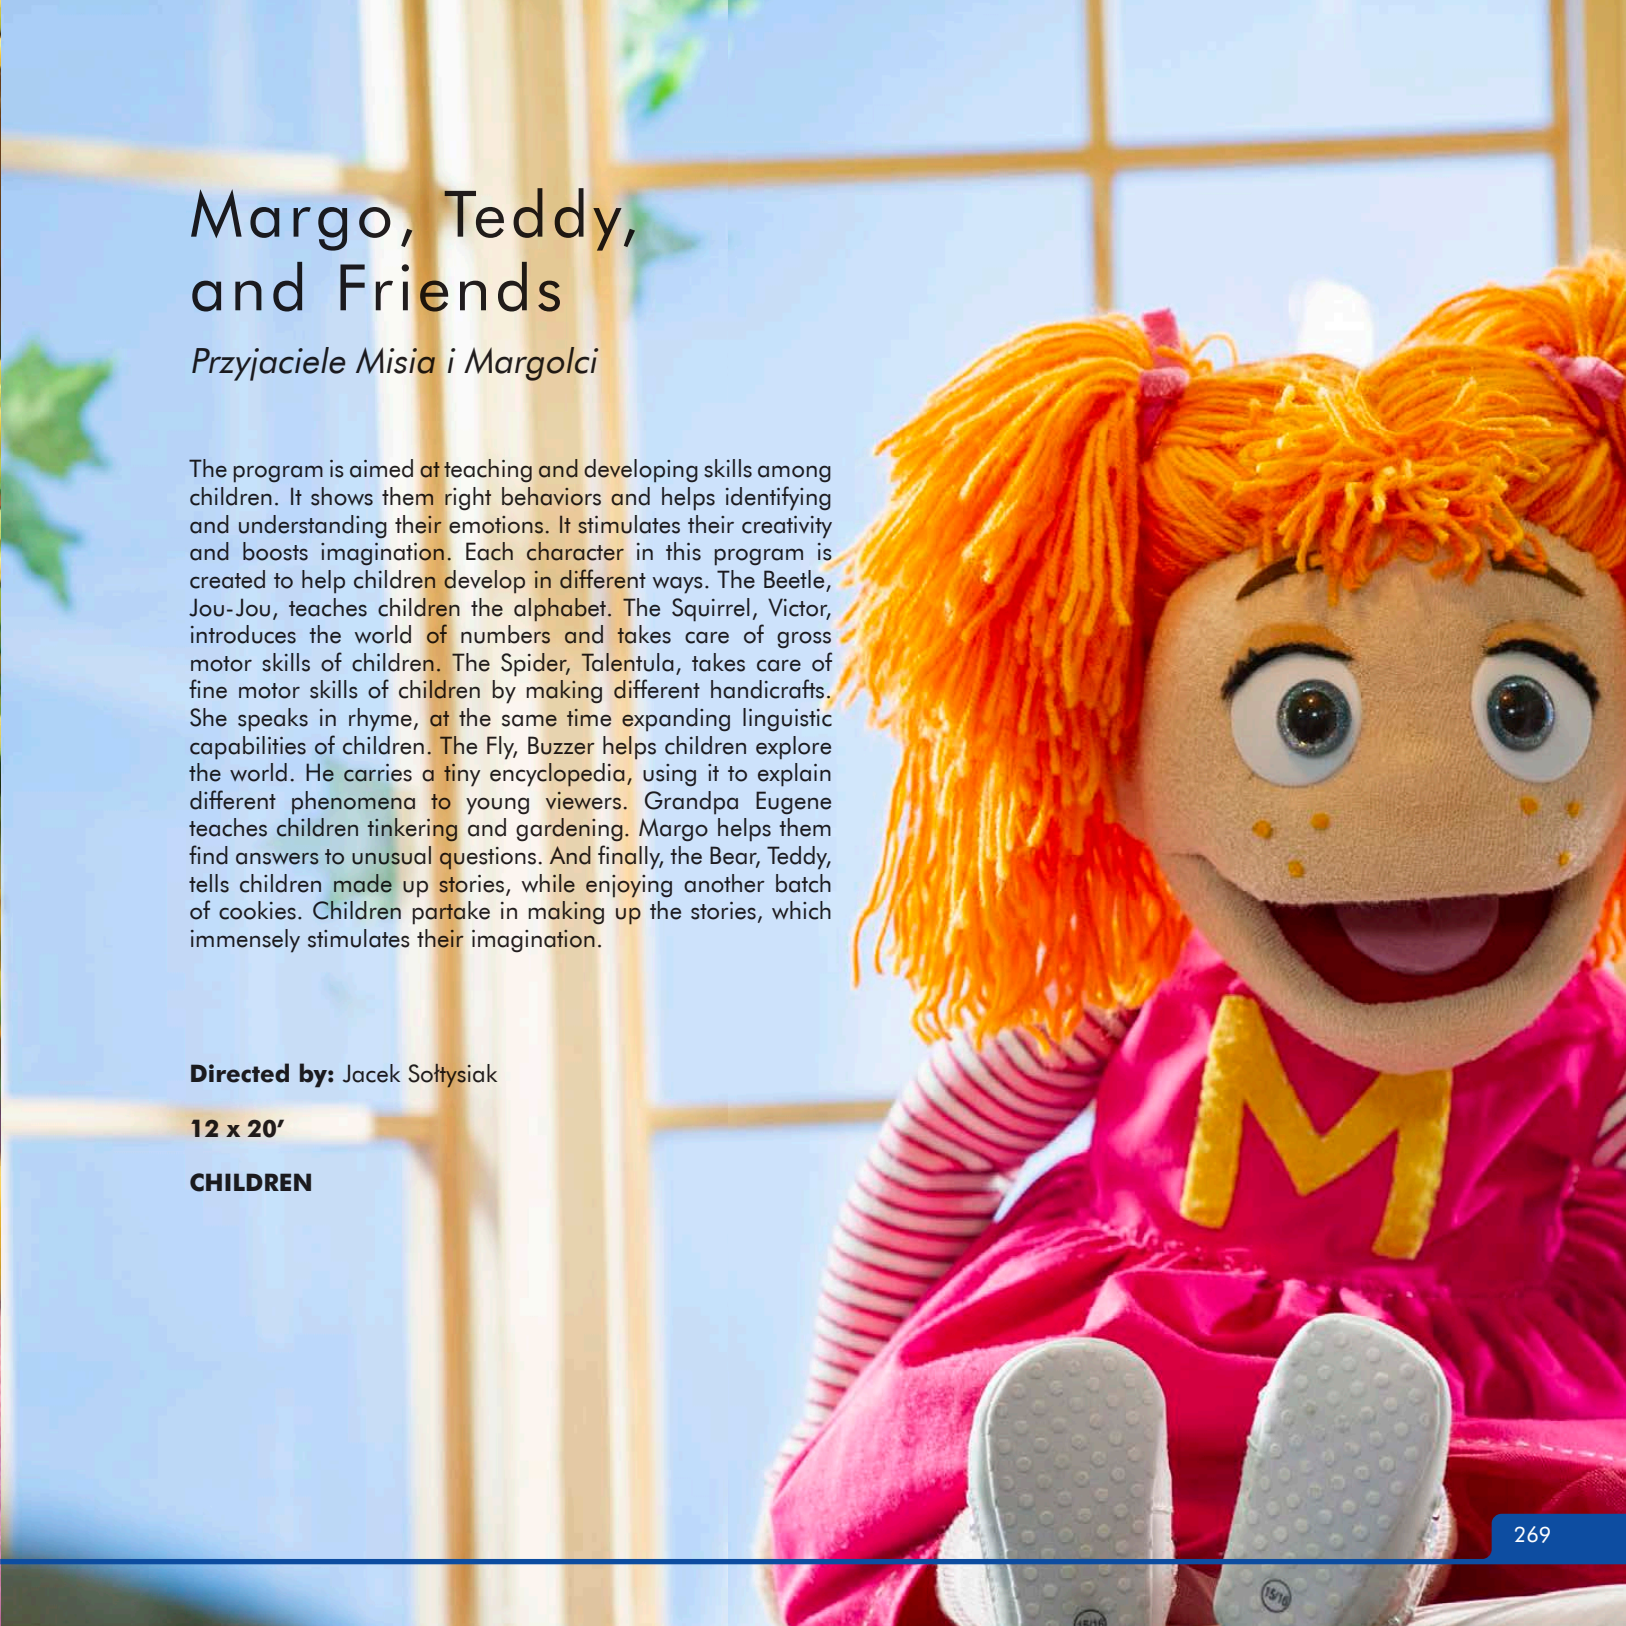 Margo, Teddy,
and Friends
Przyjaciele Misia i Margolci
The program is aimed at teaching and developing skills among
children. It shows them right behaviors and helps identifying
and understanding their emotions. It stimulates their creativity
and boosts imagination. Each character in this program is
created to help children develop in different ways. The Beetle,
Jou-Jou, teaches children the alphabet. The Squirrel, Victor,
introduces the world of numbers and takes care of gross
motor skills of children. The Spider, Talentula, takes care of
fine motor skills of children by making different handicrafts.
She speaks in rhyme, at the same time expanding linguistic
capabilities of children. The Fly, Buzzer helps children explore
the world. He carries a tiny encyclopedia, using it to explain
different phenomena to young viewers. Grandpa Eugene
teaches children tinkering and gardening. Margo helps them
find answers to unusual questions. And finally, the Bear, Teddy,
tells children made up stories, while enjoying another batch
of cookies. Children partake in making up the stories, which
immensely stimulates their imagination.
Directed by: Jacek Sołtysiak
12 x 20’
CHILDREN
M
269
15/16
15/16